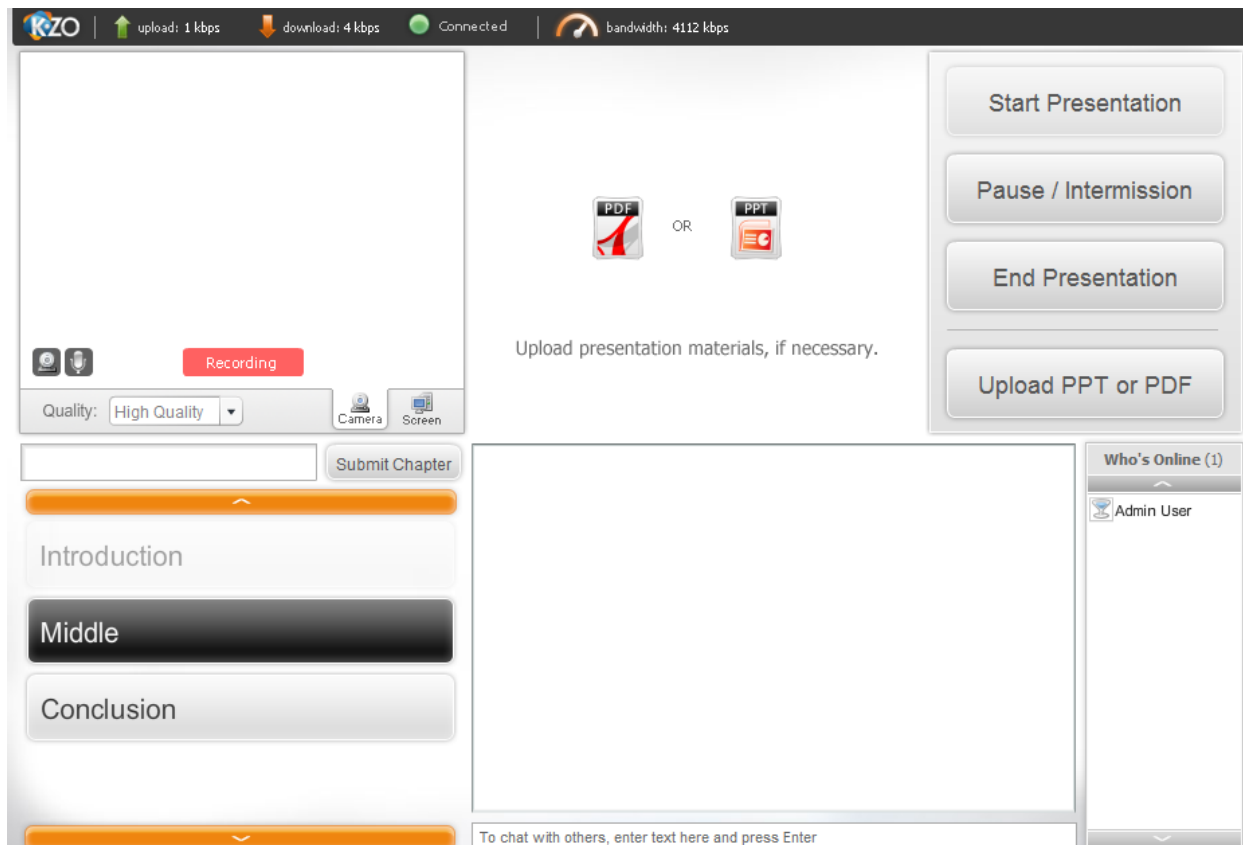 KZO upload: 1 kbps download: 4 kbps Connected bandwidth: 4112 kbps
Start Presentation
Pause / Intermission
PDF OR PPT
End Presentation
Upload presentation materials, if necessary.
Recording
Upload PPT or PDF
Quality: High Quality Camera Screen
Submit Chapter
Who's Online (1)
Admin User
Introduction
Middle
Conclusion
To chat with others, enter text here and press Enter